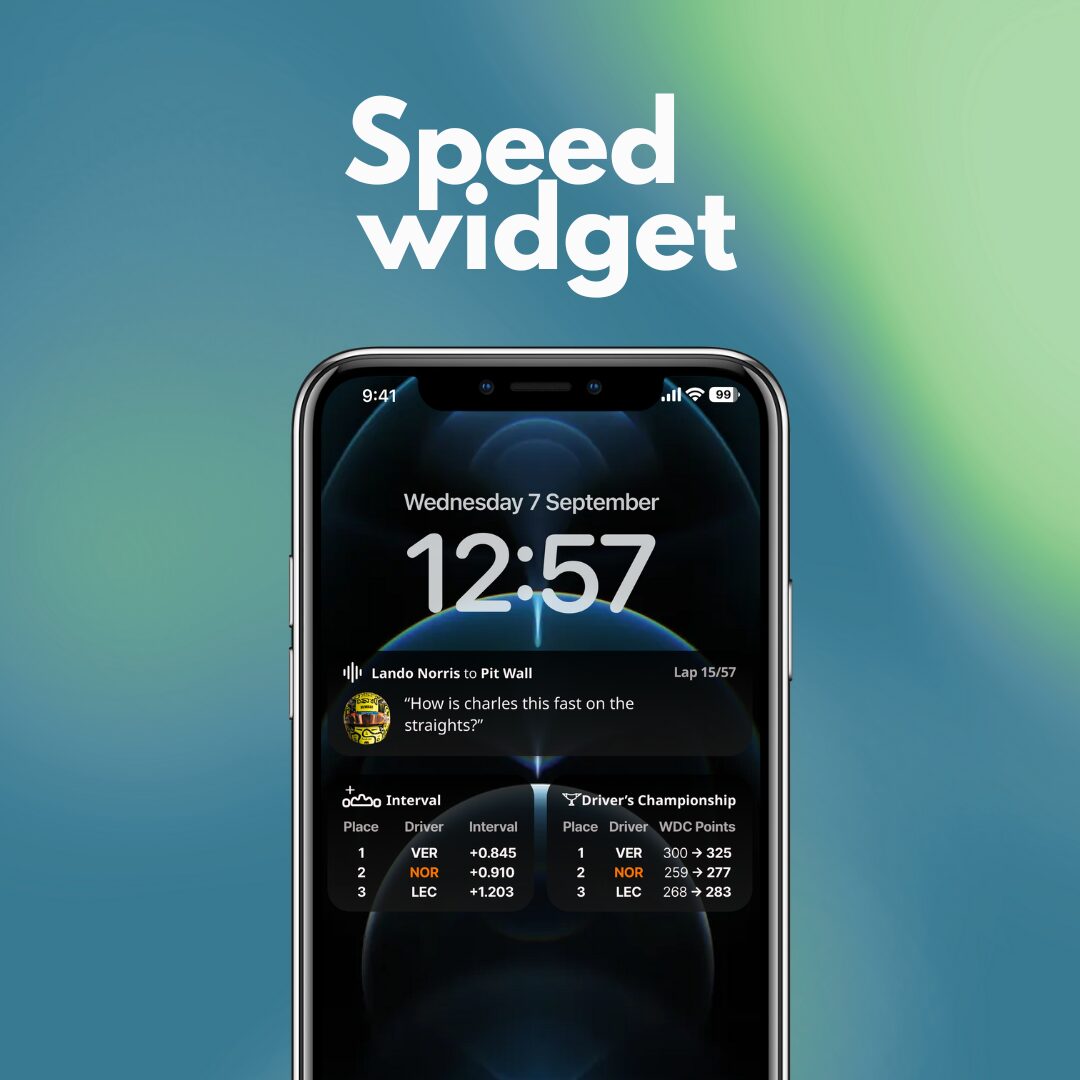 Speed
widget
9:41
99
Wednesday 7 September
12:57
Lando Norris to Pit Wall
Lap 15/57
“How is charles this fast on the
straights?”
Interval
Place Driver Interval
1 VER +0.845
2 NOR +0.910
3 LEC +1.203
Driver’s Championship
Place Driver WDC Points
1 VER 300 → 325
2 NOR 259 → 277
3 LEC 268 → 283